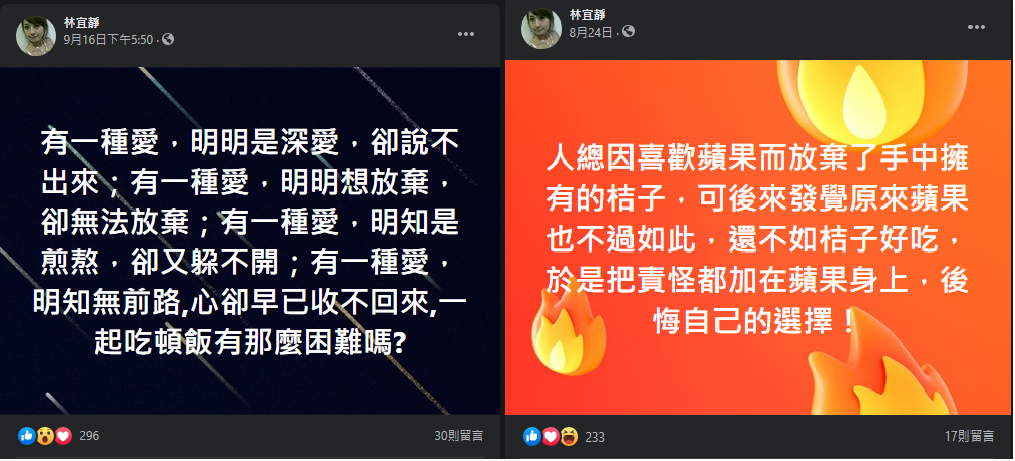 林宜靜
9月16日下午5:50 ·
有一種愛，明明是深愛，卻說不
出來；有一種愛，明明想放棄，
卻無法放棄；有一種愛，明知是
煎熬，卻又躲不開；有一種愛，
明知無前路,心卻早已收不回來,一
起吃頓飯有那麼困難嗎?
296
30則留言
林宜靜
8月24日 ·
人總因喜歡蘋果而放棄了手中擁
有的桔子，可後來發覺原來蘋果
也不過如此，還不如桔子好吃，
於是把責怪都加在蘋果身上，後
悔自己的選擇！
233
17則留言